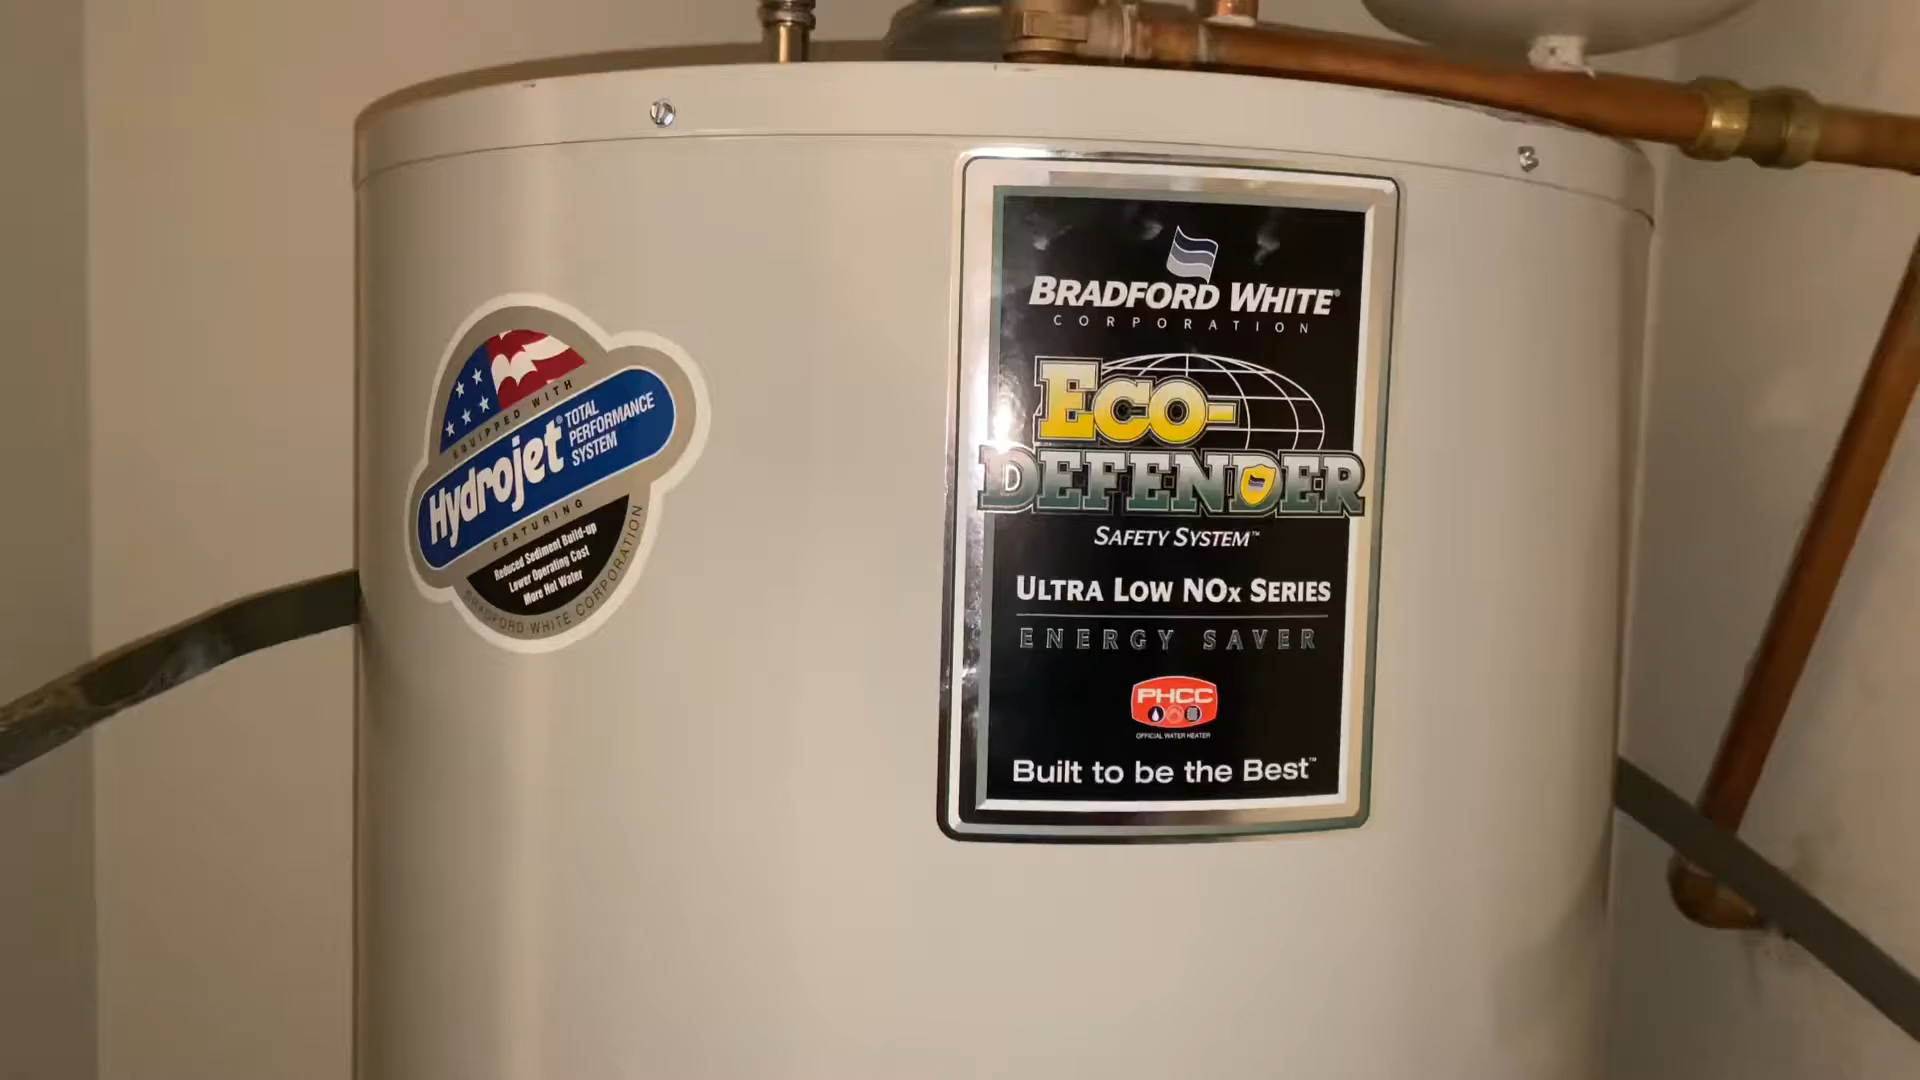 EQUIPPED WITH
Hydrojet® TOTAL
PERFORMANCE
SYSTEM
FEATURING
Reduced Sediment Build-up
Lower Operating Cost
More Hot Water
BRADFORD WHITE CORPORATION
BRADFORD WHITE®
CORPORATION
ECO-
DEFENDER
SAFETY SYSTEM™
ULTRA LOW NOx SERIES
ENERGY SAVER
PHCC
OFFICIAL WATER HEATER
Built to be the Best™